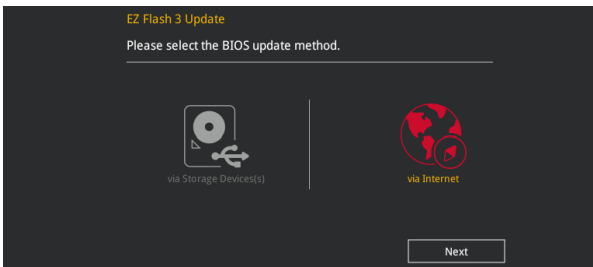 EZ Flash 3 Update
Please select the BIOS update method.
via Storage Devices(s)
via Internet
Next